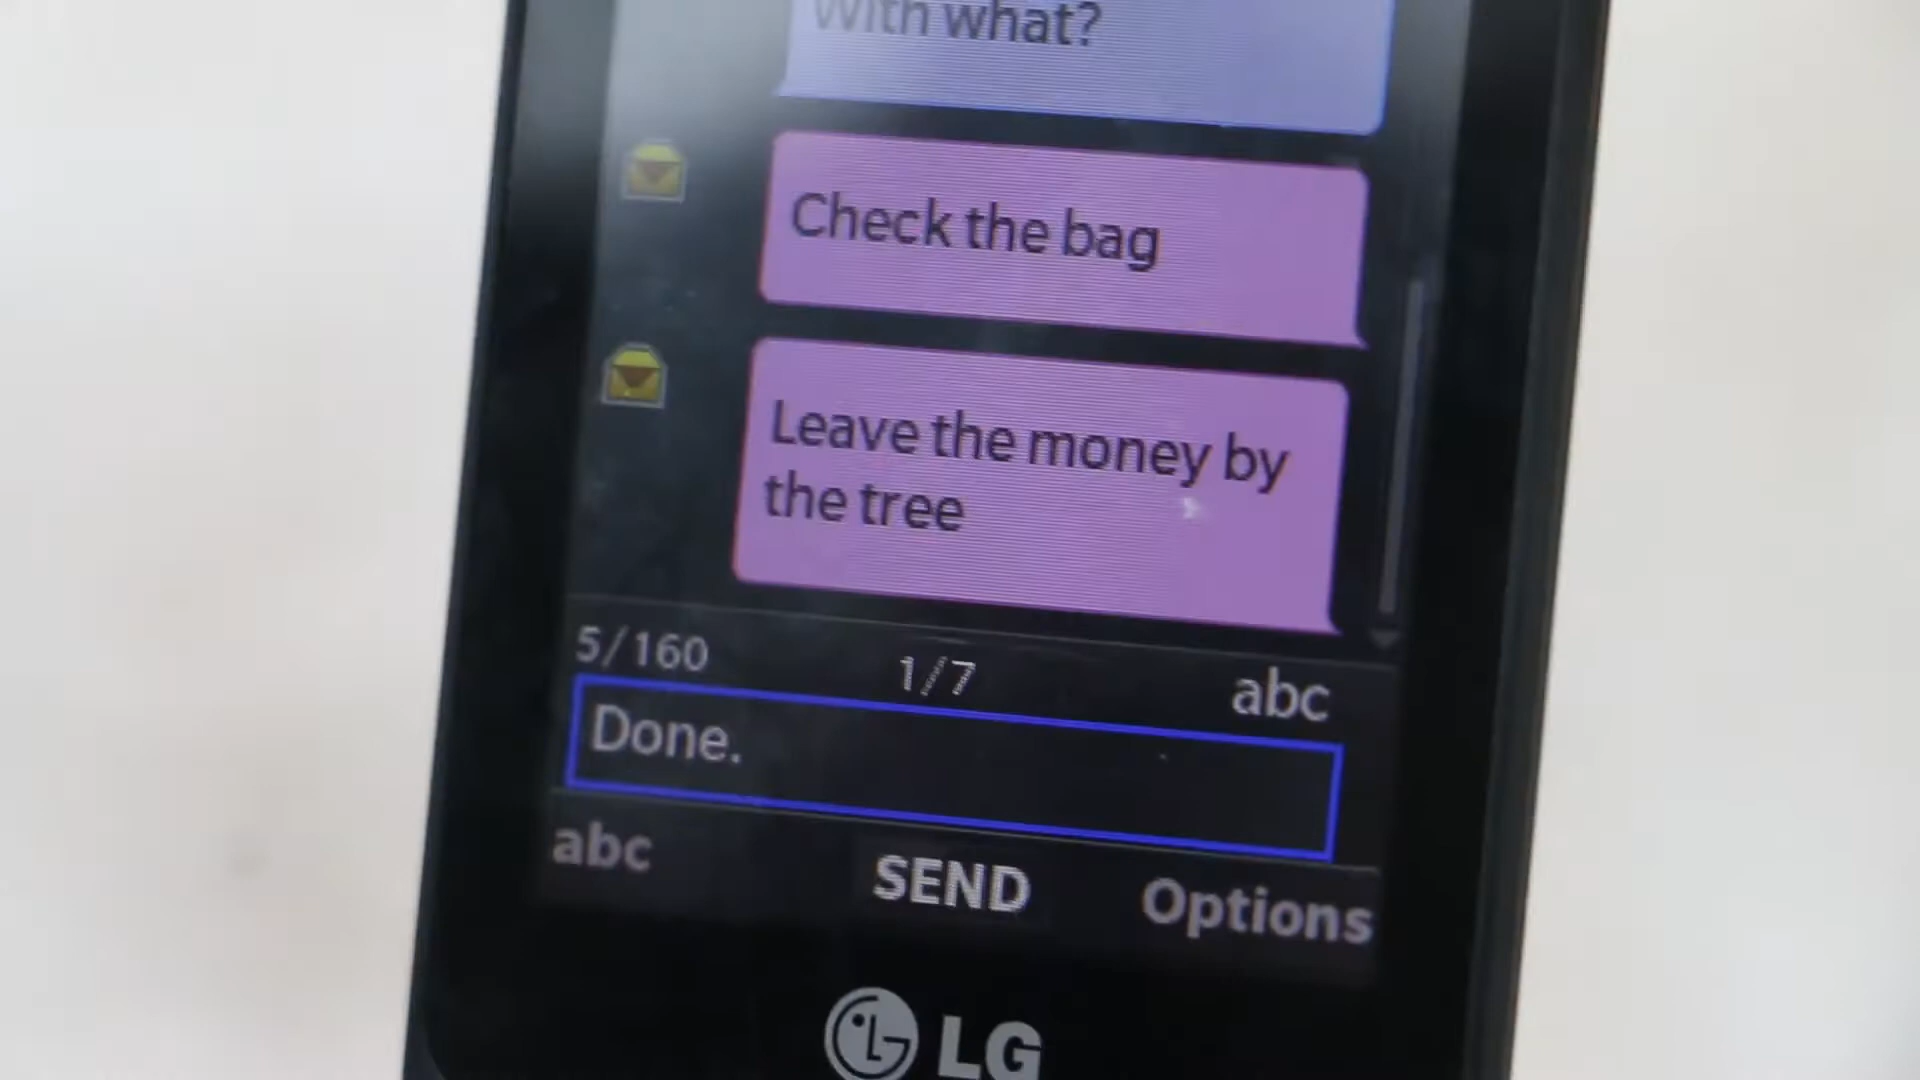 With what?
Check the bag
Leave the money by
the tree
5/160 1/7 abc
Done.
abc SEND Options
LG